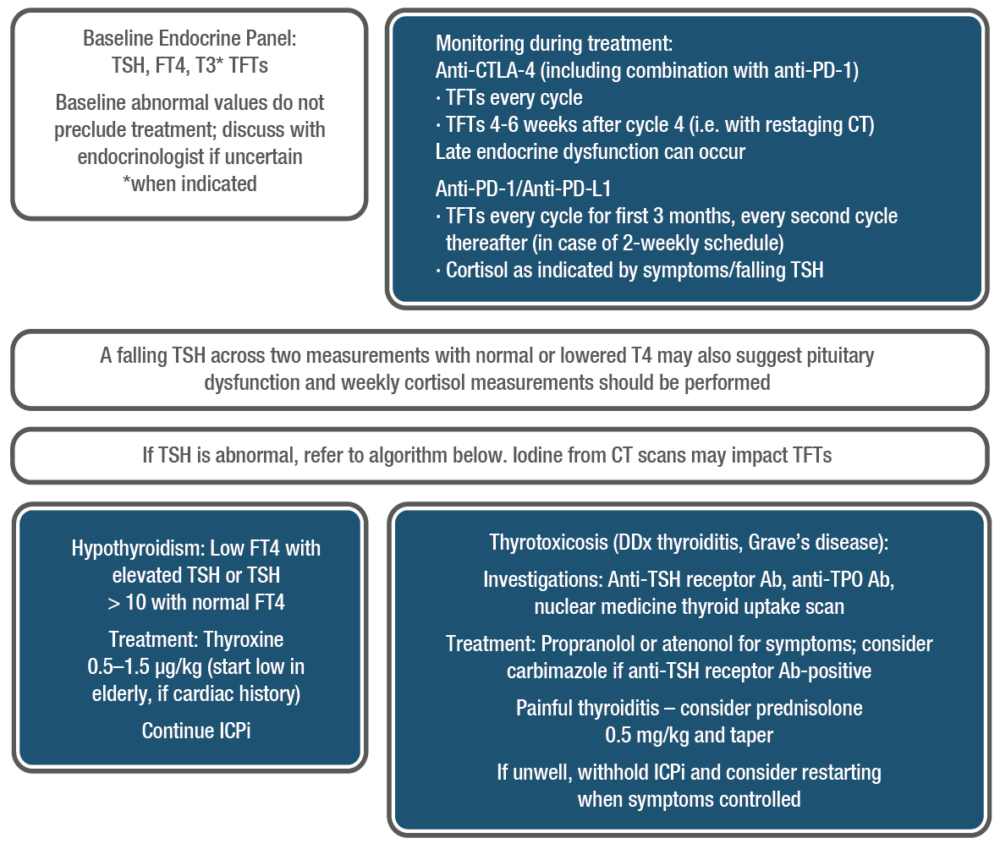 Baseline Endocrine Panel:
TSH, FT4, T3* TFTs
Baseline abnormal values do not
preclude treatment; discuss with
endocrinologist if uncertain
*when indicated
Monitoring during treatment:
Anti-CTLA-4 (including combination with anti-PD-1)
· TFTs every cycle
· TFTs 4-6 weeks after cycle 4 (i.e. with restaging CT)
Late endocrine dysfunction can occur
Anti-PD-1/Anti-PD-L1
· TFTs every cycle for first 3 months, every second cycle
thereafter (in case of 2-weekly schedule)
· Cortisol as indicated by symptoms/falling TSH
A falling TSH across two measurements with normal or lowered T4 may also suggest pituitary
dysfunction and weekly cortisol measurements should be performed
If TSH is abnormal, refer to algorithm below. Iodine from CT scans may impact TFTs
Hypothyroidism: Low FT4 with
elevated TSH or TSH
> 10 with normal FT4
Treatment: Thyroxine
0.5–1.5 µg/kg (start low in
elderly, if cardiac history)
Continue ICPi
Thyrotoxicosis (DDx thyroiditis, Grave's disease):
Investigations: Anti-TSH receptor Ab, anti-TPO Ab,
nuclear medicine thyroid uptake scan
Treatment: Propranolol or atenonol for symptoms; consider
carbimazole if anti-TSH receptor Ab-positive
Painful thyroiditis – consider prednisolone
0.5 mg/kg and taper
If unwell, withhold ICPi and consider restarting
when symptoms controlled